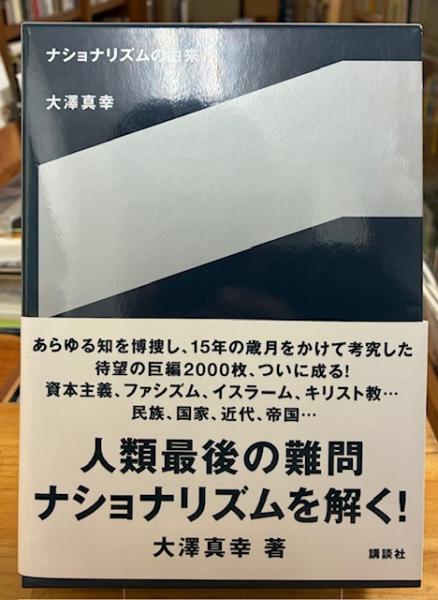 ナショナリズムの由来
大澤真幸
あらゆる知を博捜し、15年の歳月をかけて考究した
待望の巨編2000枚、ついに成る!
資本主義、ファシズム、イスラーム、キリスト教…
民族、国家、近代、帝国…
人類最後の難問
ナショナリズムを解く!
大澤真幸 著
講談社